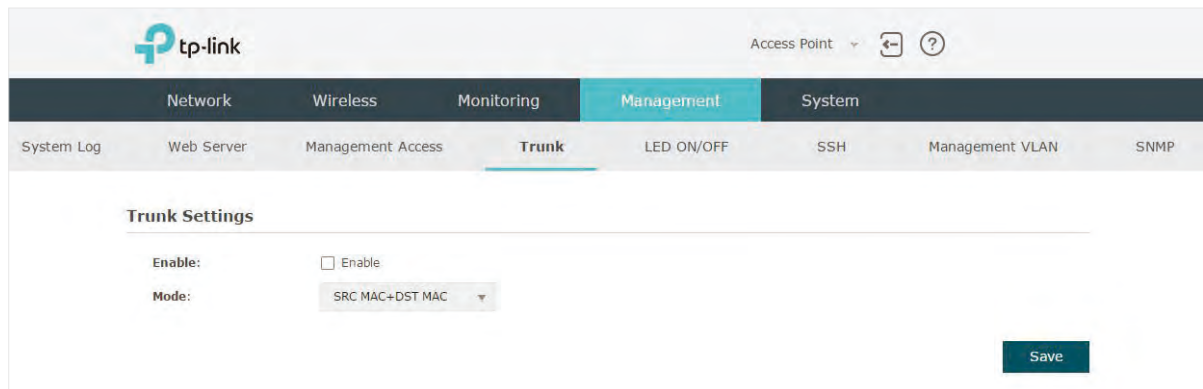 tp-link
Access Point
?
Network Wireless Monitoring Management System
System Log Web Server Management Access Trunk LED ON/OFF SSH Management VLAN SNMP
Trunk Settings
Enable: Enable
Mode: SRC MAC+DST MAC
Save